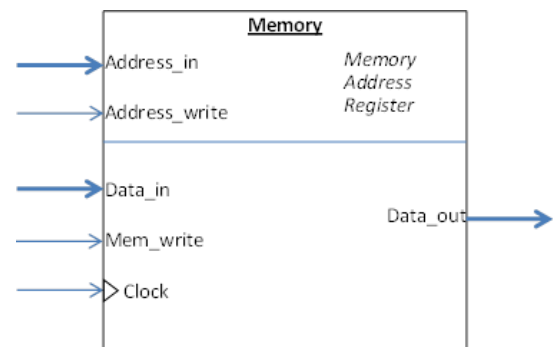 Memory
Address_in
Memory
Address
Register
Address_write
Data_in
Data_out
Mem_write
Clock